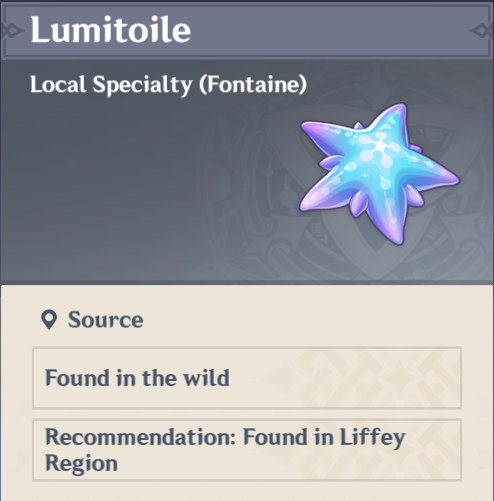 Lumitoile
Local Specialty (Fontaine)
Source
Found in the wild
Recommendation: Found in Liffey
Region